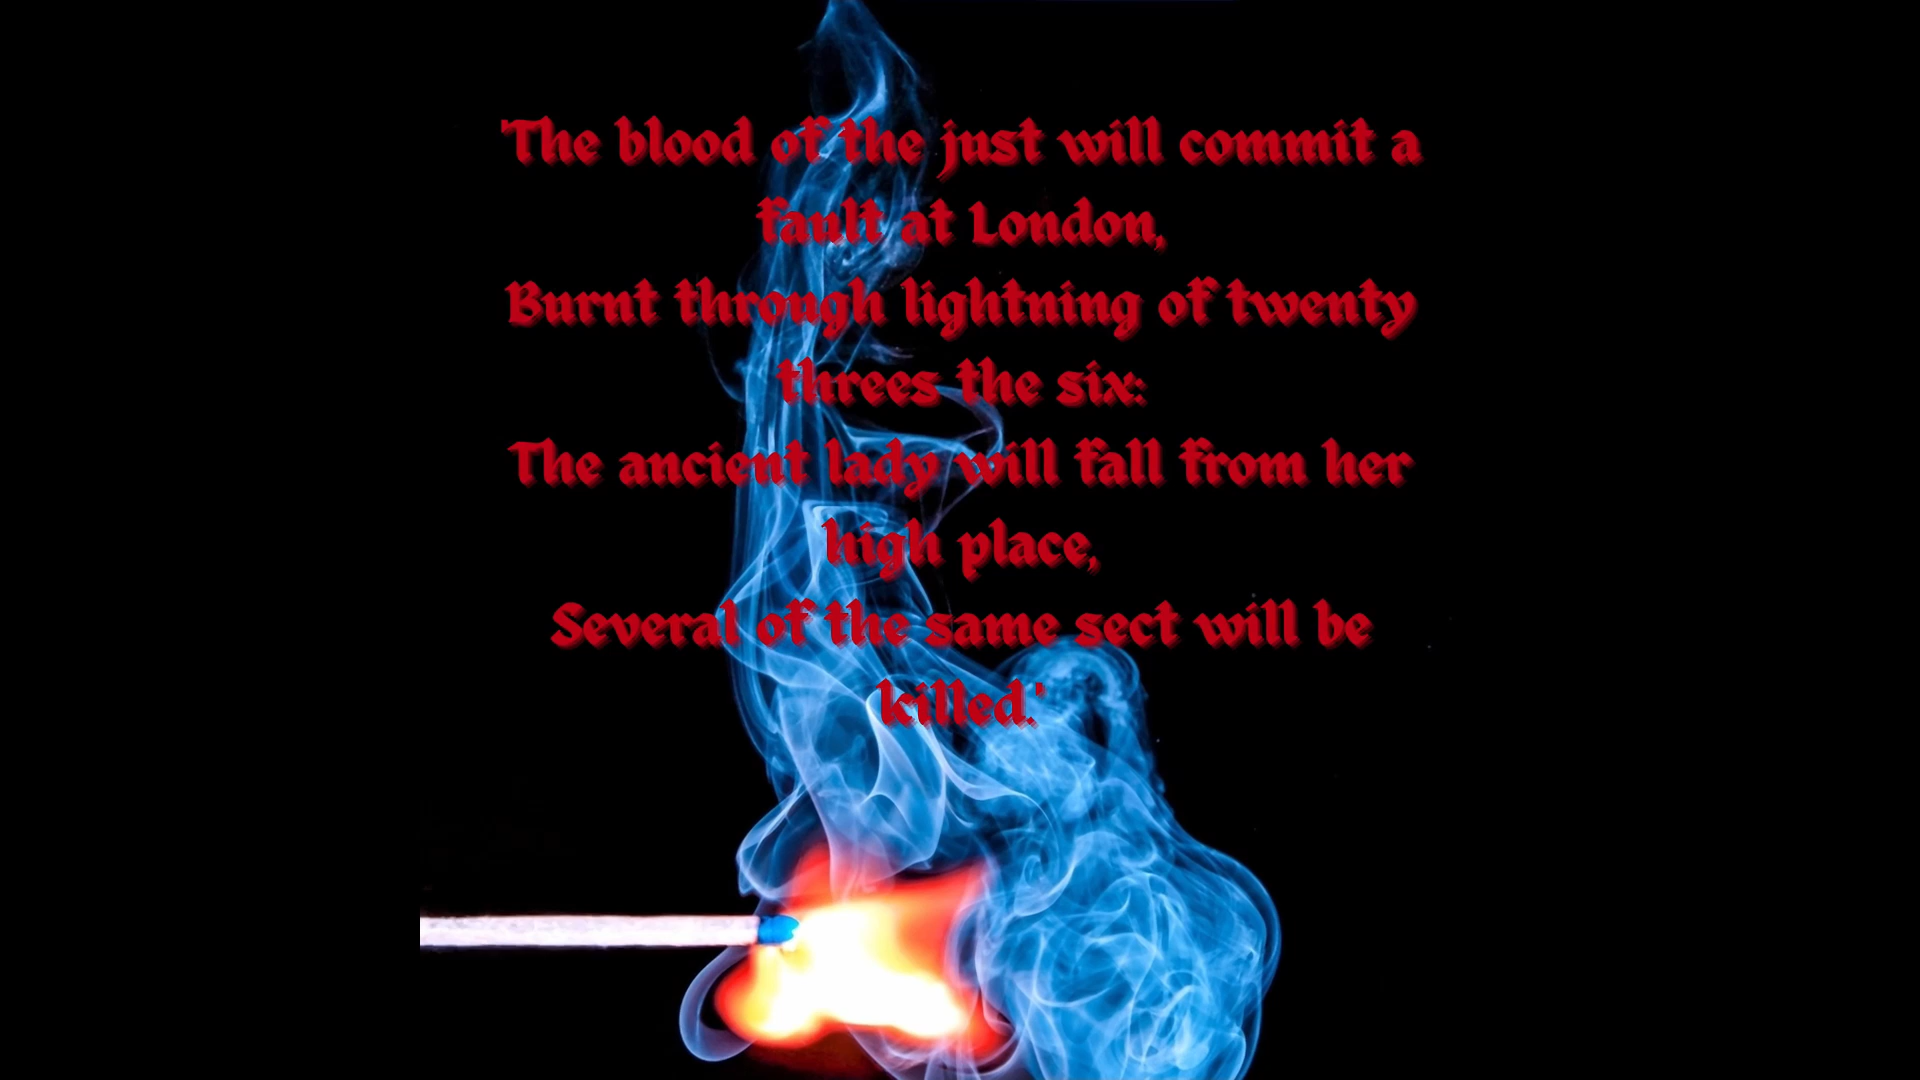 'The blood of the just will commit a
fault at London,
Burnt through lightning of twenty
threes the six:
The ancient lady will fall from her
high place,
Several of the same sect will be
killed.'